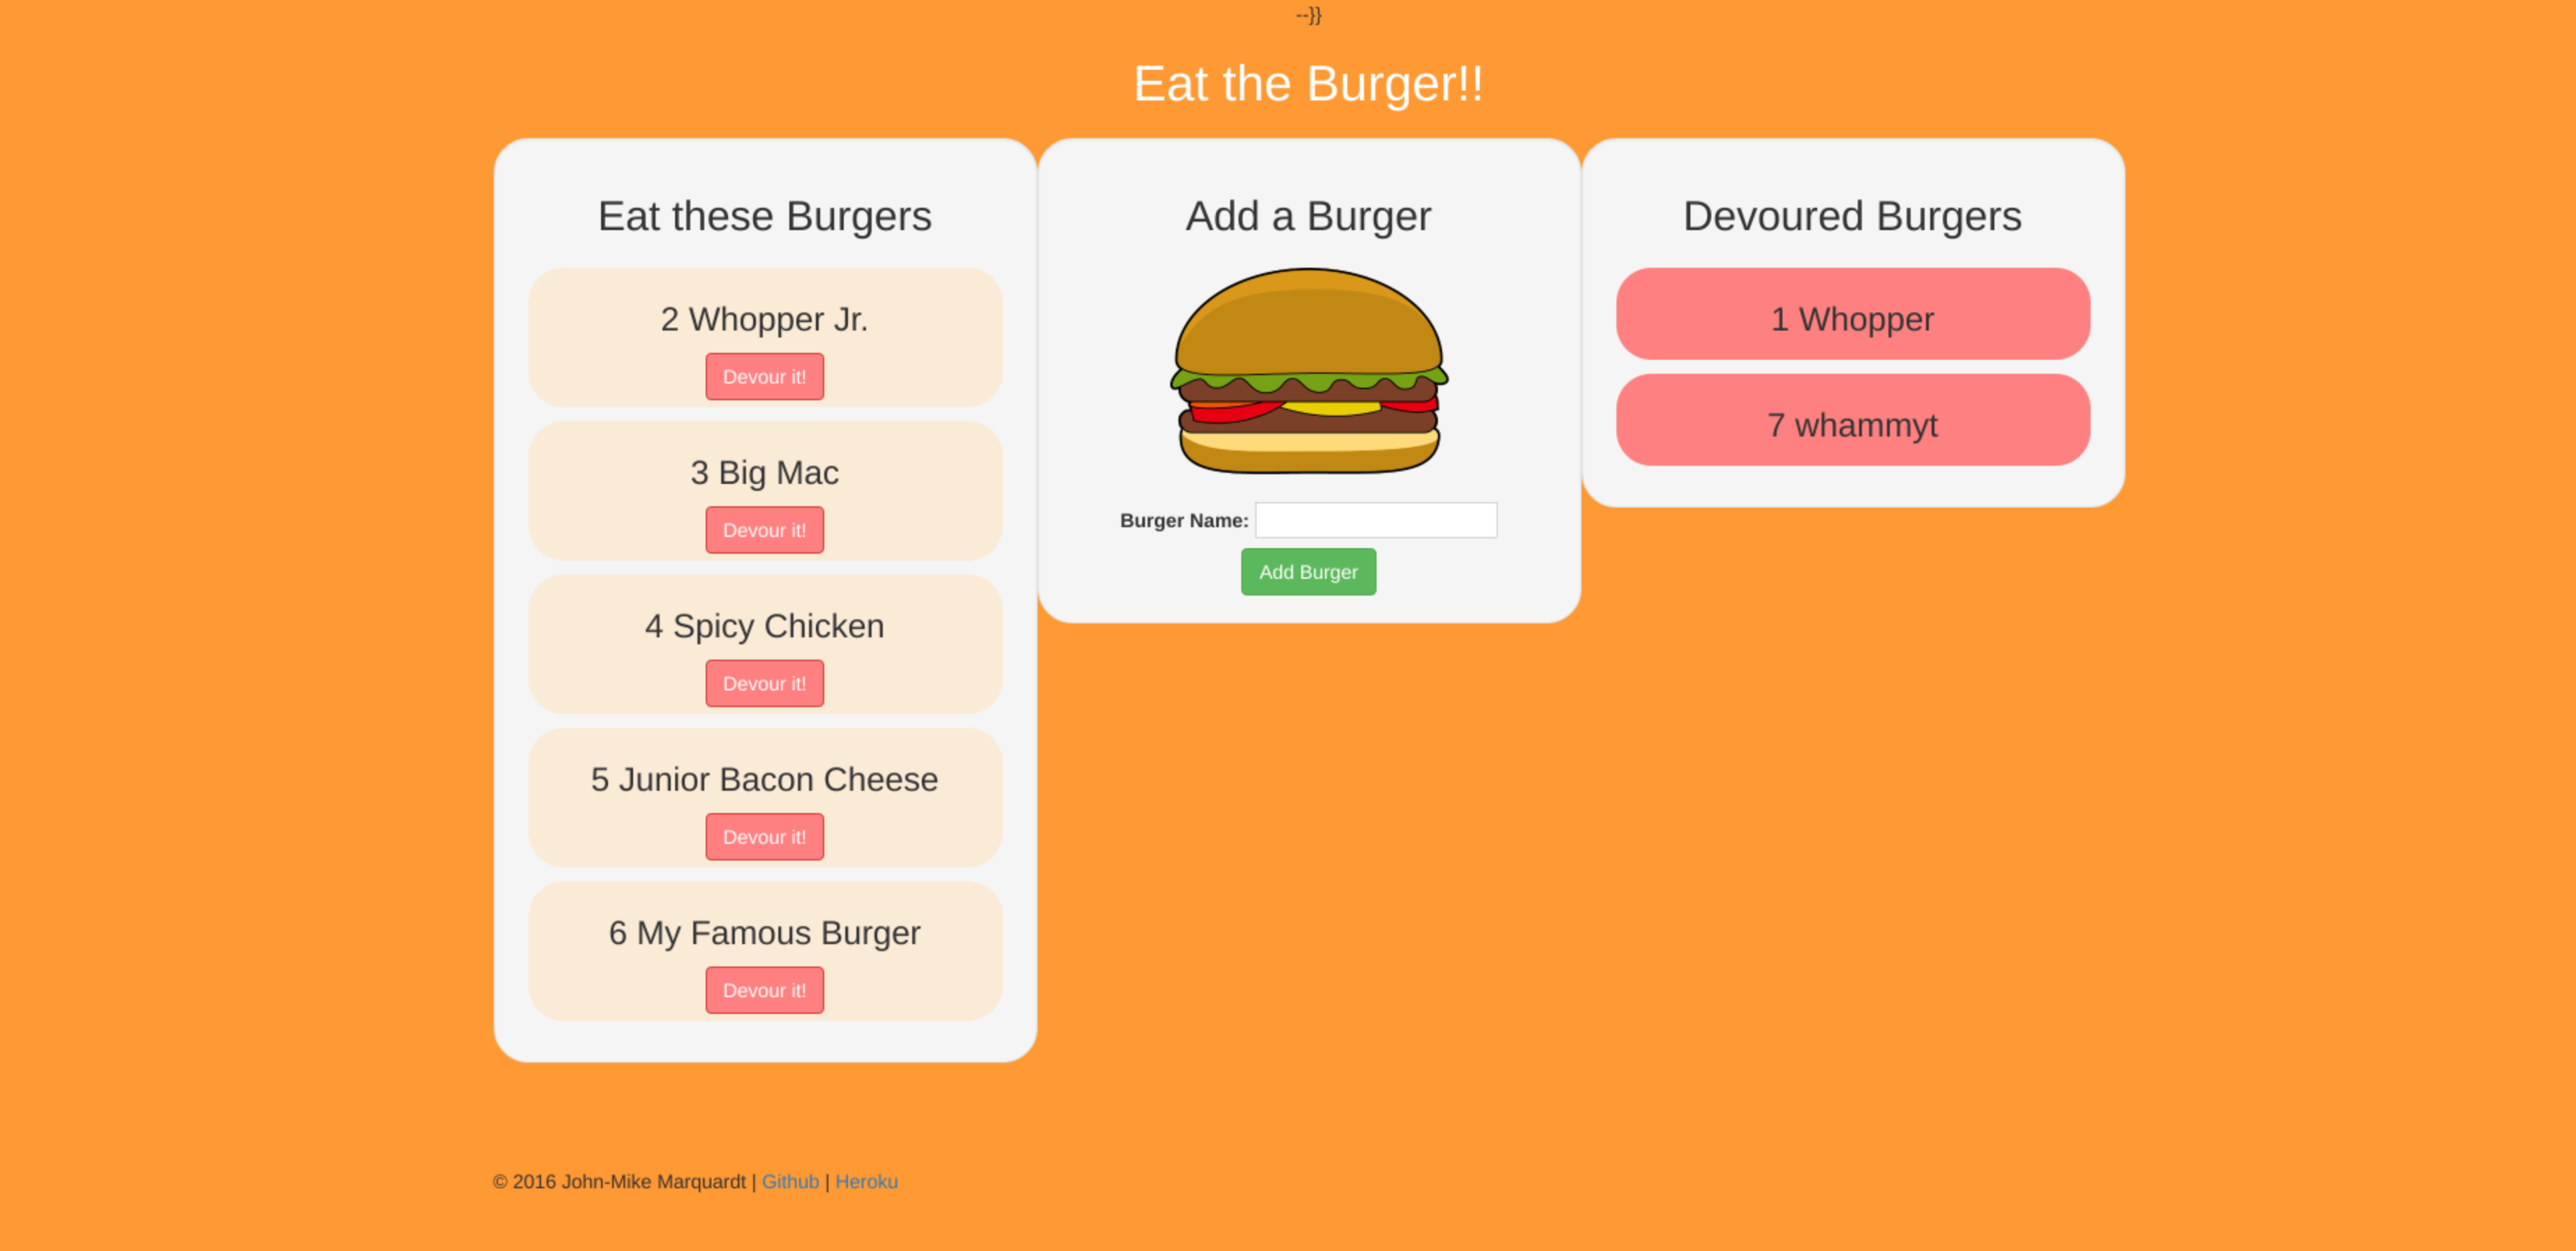 --}}
Eat the Burger!!
Eat these Burgers
2 Whopper Jr.
Devour it!
3 Big Mac
Devour it!
4 Spicy Chicken
Devour it!
5 Junior Bacon Cheese
Devour it!
6 My Famous Burger
Devour it!
Add a Burger
Burger Name:
Add Burger
Devoured Burgers
1 Whopper
7 whammyt
© 2016 John-Mike Marquardt | Github | Heroku